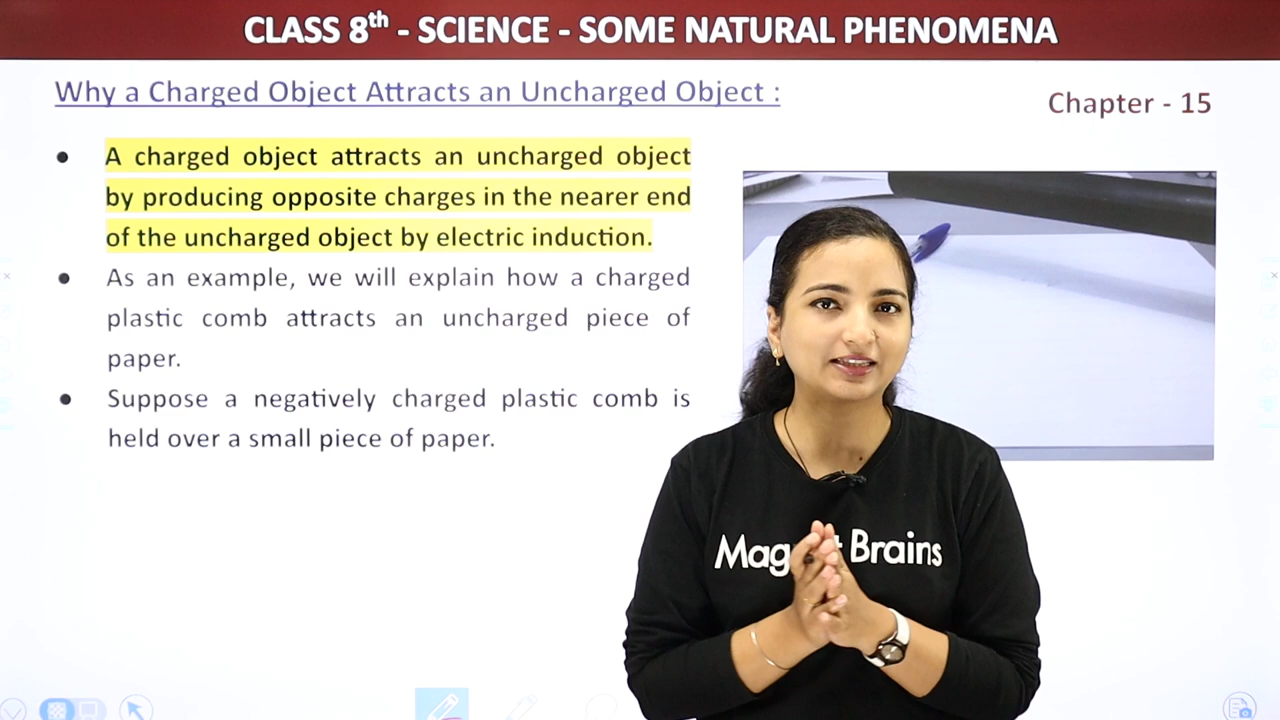 CLASS 8th - SCIENCE - SOME NATURAL PHENOMENA
Why a Charged Object Attracts an Uncharged Object :
Chapter - 15
• A charged object attracts an uncharged object
by producing opposite charges in the nearer end
of the uncharged object by electric induction.
• As an example, we will explain how a charged
plastic comb attracts an uncharged piece of
paper.
• Suppose a negatively charged plastic comb is
held over a small piece of paper.
Brains